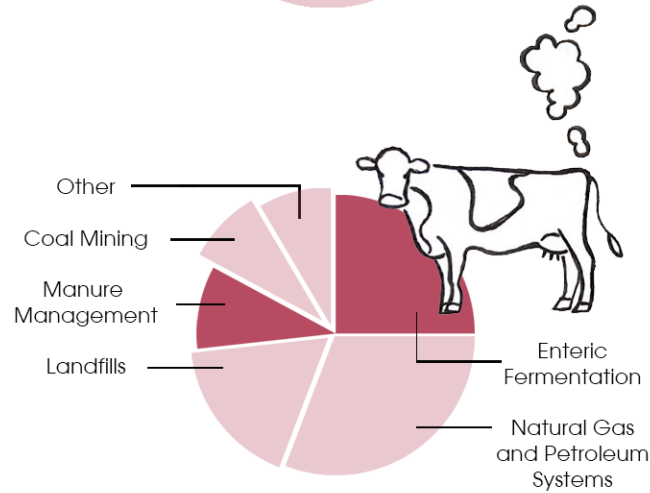 Other
Coal Mining
Manure
Management
Landfills
Enteric
Fermentation
Natural Gas
and Petroleum
Systems